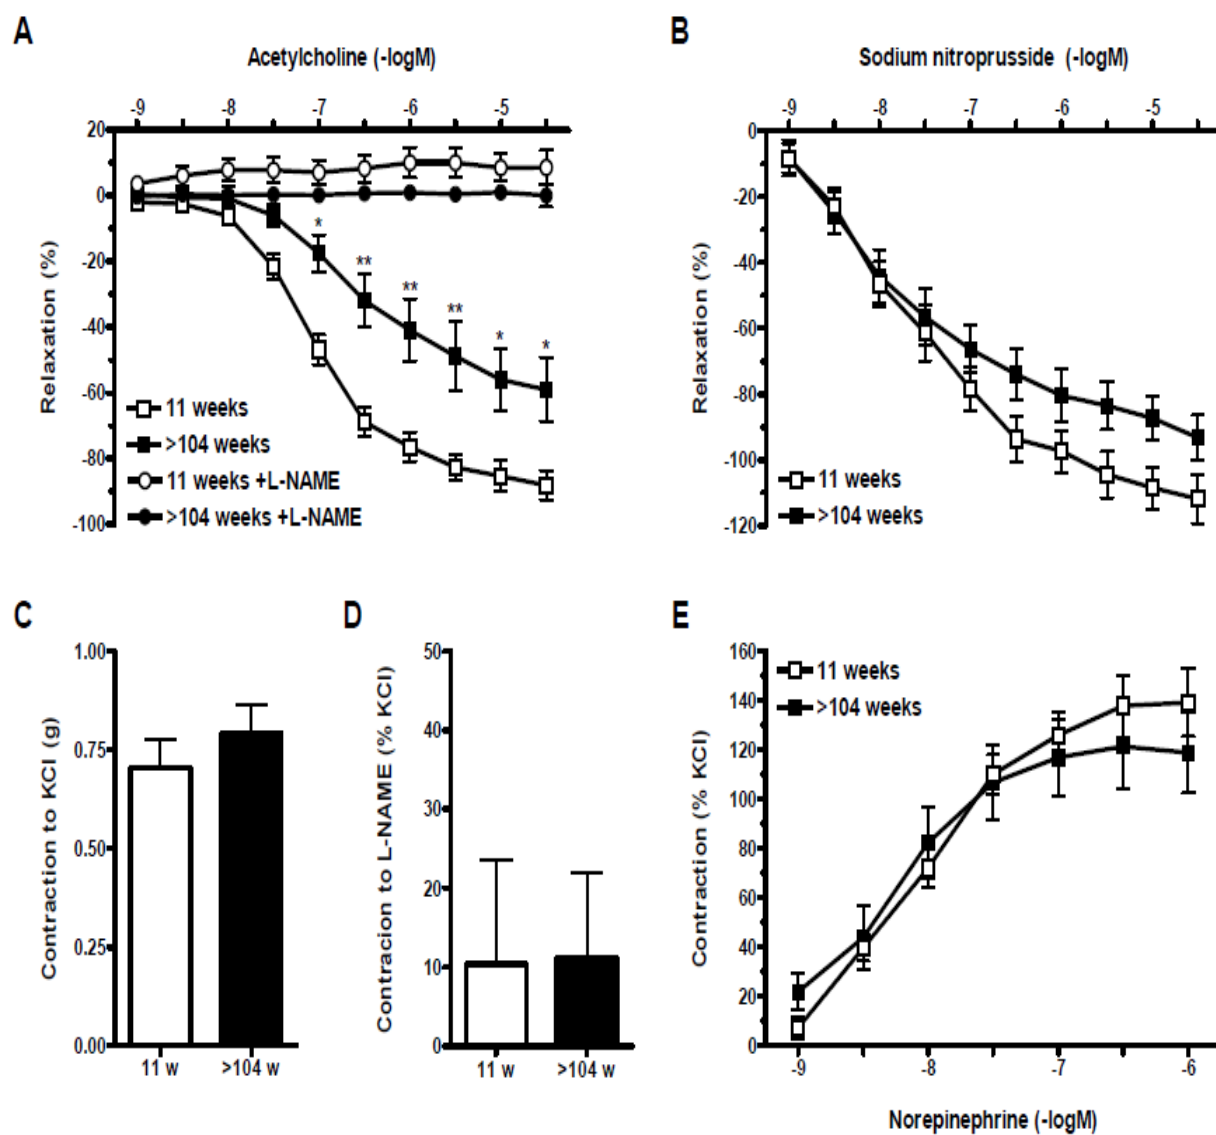 A
Acetylcholine (-logM)
-9 -8 -7 -6 -5
20
0
-20
-40
-60
-80
-100
Relaxation (%)
* ** ** ** * *
11 weeks
>104 weeks
11 weeks +L-NAME
>104 weeks +L-NAME
B
Sodium nitroprusside (-logM)
-9 -8 -7 -6 -5
0
-20
-40
-60
-80
-100
-120
Relaxation (%)
11 weeks
>104 weeks
C
1.00
0.75
0.50
0.25
0.00
Contraction to KCl (g)
11 w >104 w
D
50
40
30
20
10
0
Contracion to L-NAME (% KCl)
11 w >104 w
E
160
140
120
100
80
60
40
20
0
Contraction (% KCl)
11 weeks
>104 weeks
-9 -8 -7 -6
Norepinephrine (-logM)